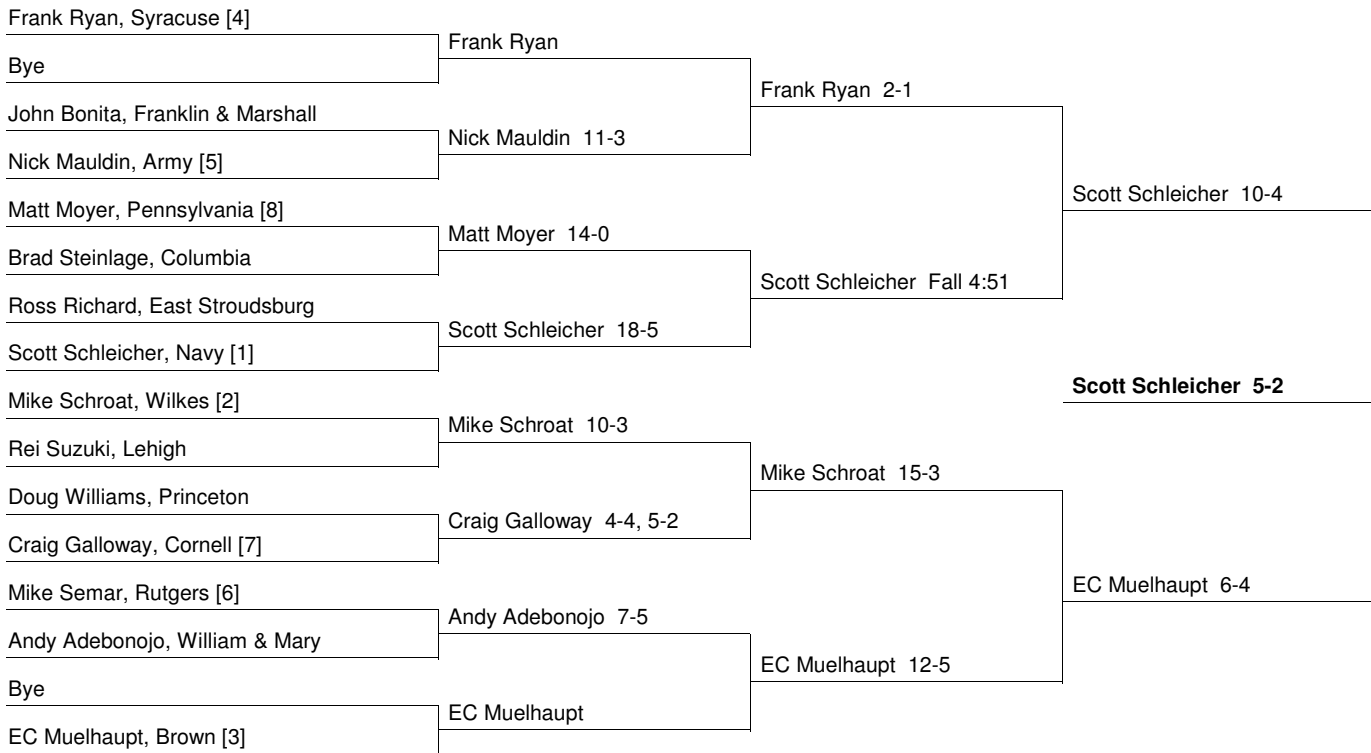 Frank Ryan, Syracuse [4]
Bye
John Bonita, Franklin & Marshall
Nick Mauldin, Army [5]
Matt Moyer, Pennsylvania [8]
Brad Steinlage, Columbia
Ross Richard, East Stroudsburg
Scott Schleicher, Navy [1]
Mike Schroat, Wilkes [2]
Rei Suzuki, Lehigh
Doug Williams, Princeton
Craig Galloway, Cornell [7]
Mike Semar, Rutgers [6]
Andy Adebonojo, William & Mary
Bye
EC Muelhaupt, Brown [3]
Frank Ryan
Nick Mauldin 11-3
Matt Moyer 14-0
Scott Schleicher 18-5
Mike Schroat 10-3
Craig Galloway 4-4, 5-2
Andy Adebonojo 7-5
EC Muelhaupt
Frank Ryan 2-1
Scott Schleicher Fall 4:51
Mike Schroat 15-3
EC Muelhaupt 12-5
Scott Schleicher 10-4
EC Muelhaupt 6-4
Scott Schleicher 5-2